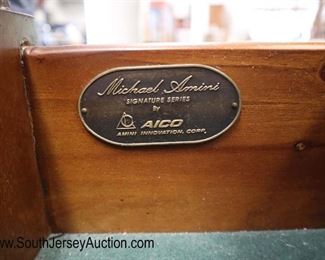 Michael Amini
SIGNATURE SERIES
By
AICO
AMINI INNOVATION, CORP.
www.SouthJerseyAuction.com